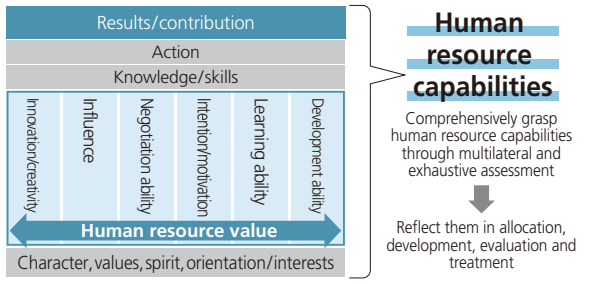 Results/contribution
Action
Knowledge/skills
Innovation/creativity
Influence
Negotiation ability
Intention/motivation
Learning ability
Development ability
Human resource value
Character, values, spirit, orientation/interests
Human
resource
capabilities
Comprehensively grasp
human resource capabilities
through multilateral and
exhaustive assessment
Reflect them in allocation,
development, evaluation and
treatment